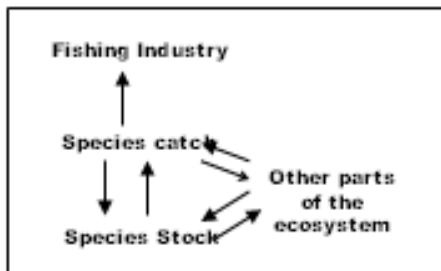 Fishing Industry
Species catch
Other parts
of the
ecosystem
Species Stock